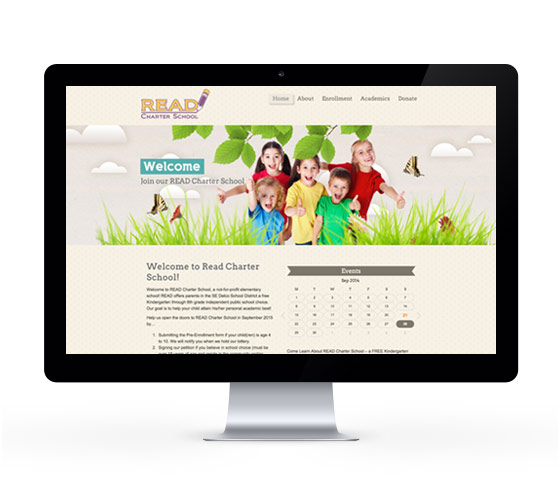 READ
CHARTER SCHOOL
Home About Enrollment Academics Donate
Welcome
Join our READ Charter School
Welcome to Read Charter
School!
Welcome to READ Charter School, a not-for-profit elementary
school! READ offers parents in the SE Delco School District a free
Kindergarten through 6th grade independent public school choice.
Our goal is to help your child attain his/her personal academic best!
Help us open the doors to READ Charter School in September 2015
by...
1. Submitting the Pre-Enrollment form if your child(ren) is age 4
to 10. We will notify you when we hold our lottery.
2. Signing our petition if you believe in school choice (must be
Events
Sep 2014
M T W T F S S
1 2 3 4 5 6 7
8 9 10 11 12 13 14
15 16 17 18 19 20 21
22 23 24 25 26 27 28
29 30
Come Learn About READ Charter School – a FREE Kindergarten